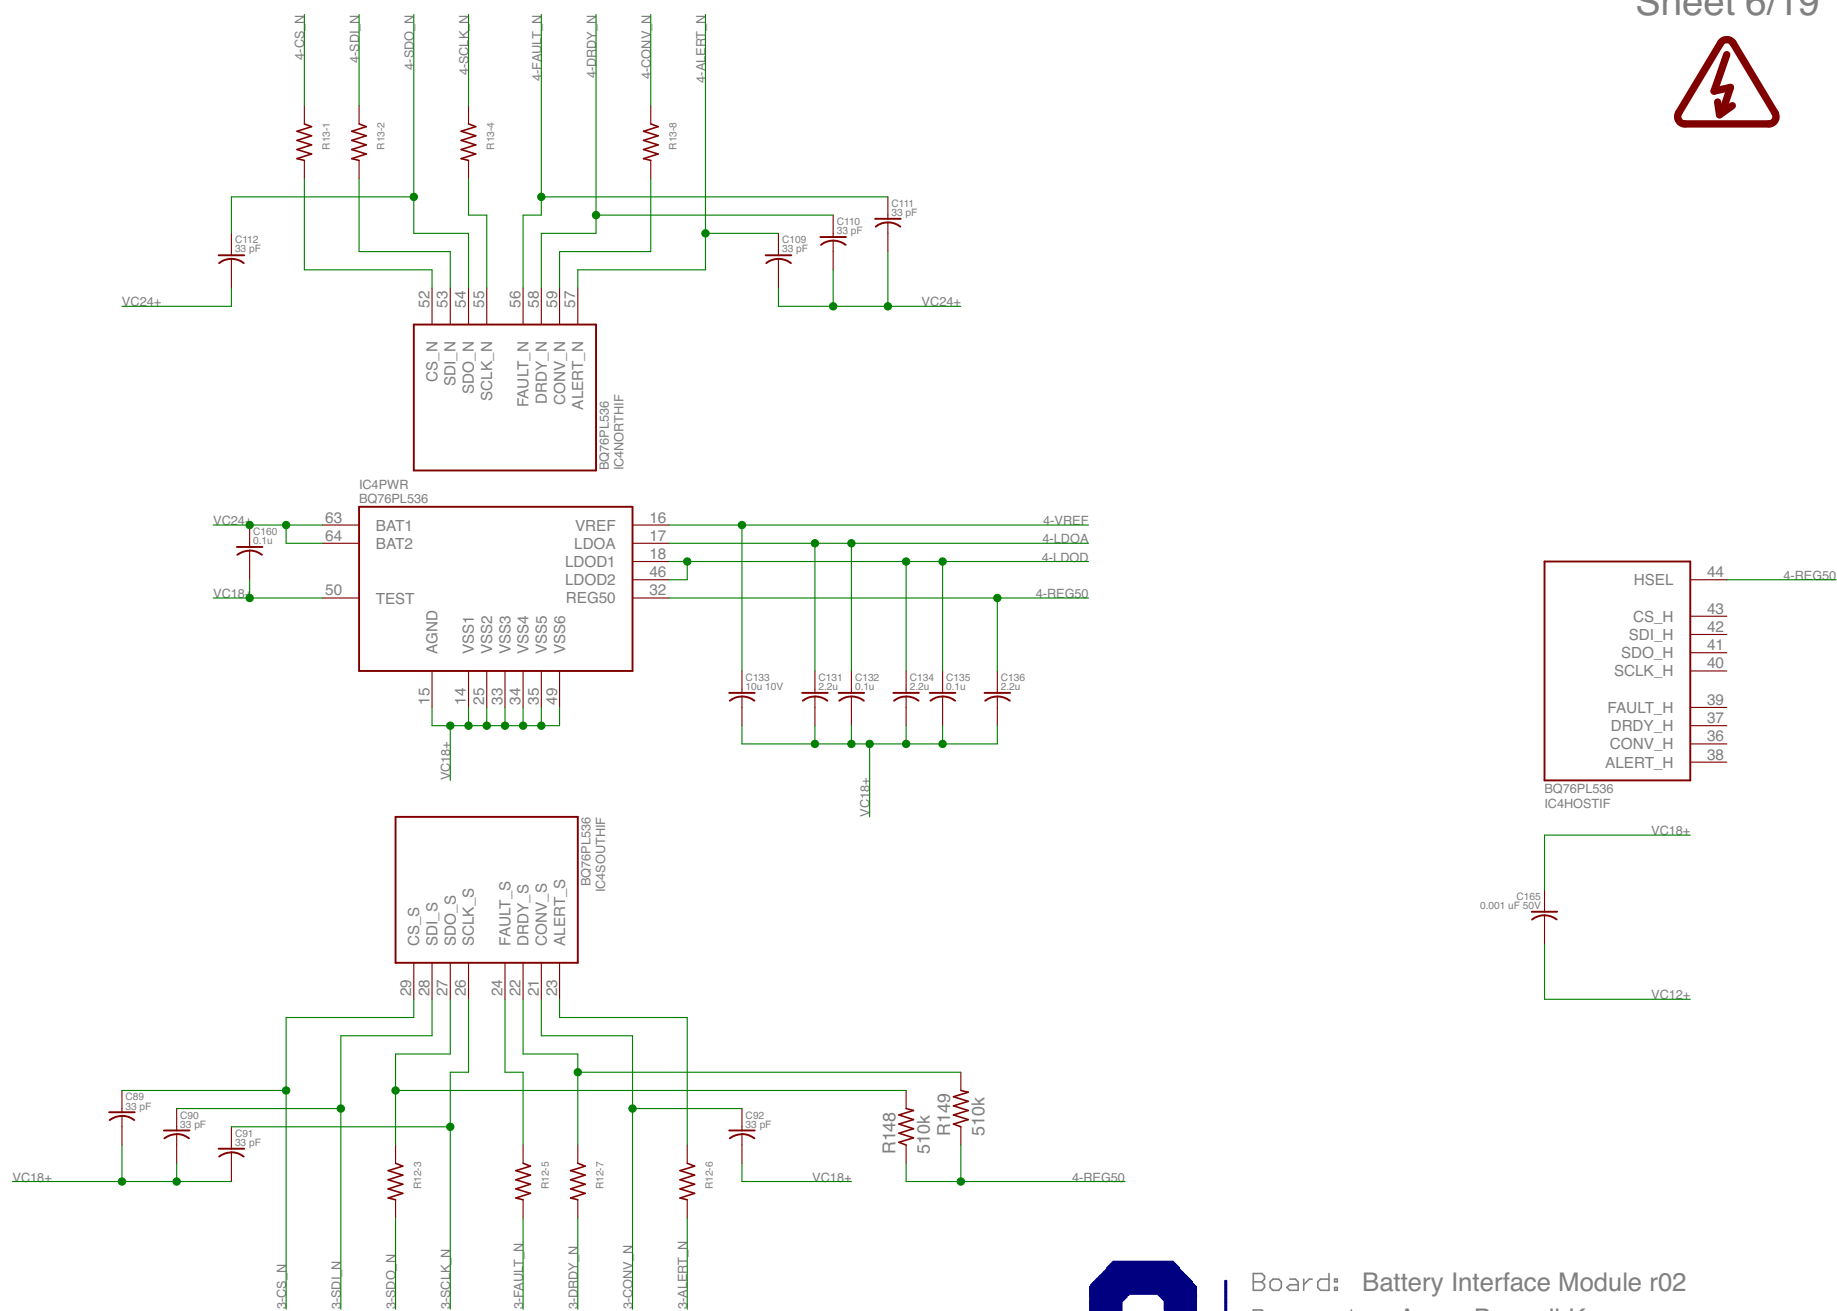 Sheet 6/19
4-CS_N
4-SDI_N
4-SDO_N
4-SCLK_N
4-FAULT_N
4-DRDY_N
4-CONV_N
4-ALERT_N
R13-1
R13-2
R13-4
R13-8
C112
33 pF
C109
33 pF
C110
33 pF
C111
33 pF
VC24+
VC24+
52
53
54
55
56
58
59
57
CS_N
SDI_N
SDO_N
SCLK_N
FAULT_N
DRDY_N
CONV_N
ALERT_N
BQ76PL536
IC4NORTHIF
IC4PWR
BQ76PL536
VC24+
C160
0.1u
VC18+
63
64
50
BAT1
BAT2
TEST
VREF
LDOA
LDOD1
LDOD2
REG50
16
17
18
46
32
4-VREF
4-LDOA
4-LDOD
4-REG50
AGND
VSS1
VSS2
VSS3
VSS4
VSS5
VSS6
15
14
25
33
34
35
49
VC18+
C133
10u 10V
C131
2.2u
C132
0.1u
C134
2.2u
C135
0.1u
C136
2.2u
VC18+
HSEL
CS_H
SDI_H
SDO_H
SCLK_H
FAULT_H
DRDY_H
CONV_H
ALERT_H
44
43
42
41
40
39
37
36
38
4-REG50
BQ76PL536
IC4HOSTIF
VC18+
C165
0.001 uF 50V
VC12+
BQ76PL536
IC4SOUTHIF
CS_S
SDI_S
SDO_S
SCLK_S
FAULT_S
DRDY_S
CONV_S
ALERT_S
29
28
27
26
24
22
21
23
C89
33 pF
C90
33 pF
C91
33 pF
C92
33 pF
VC18+
VC18+
R12-3
R12-5
R12-7
R12-6
R148
510k
R149
510k
4-REG50
3-CS_N
3-SDI_N
3-SDO_N
3-SCLK_N
3-FAULT_N
3-DRDY_N
3-CONV_N
3-ALERT_N
Board: Battery Interface Module r02